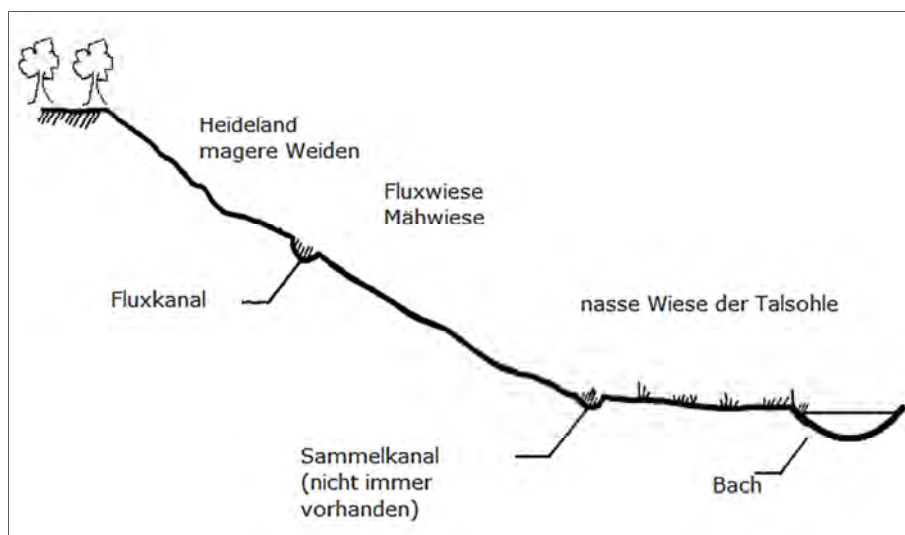 Heideland
magere Weiden
Fluxwiese
Mähwiese
Fluxkanal
nasse Wiese der Talsohle
Sammelkanal
(nicht immer
vorhanden)
Bach